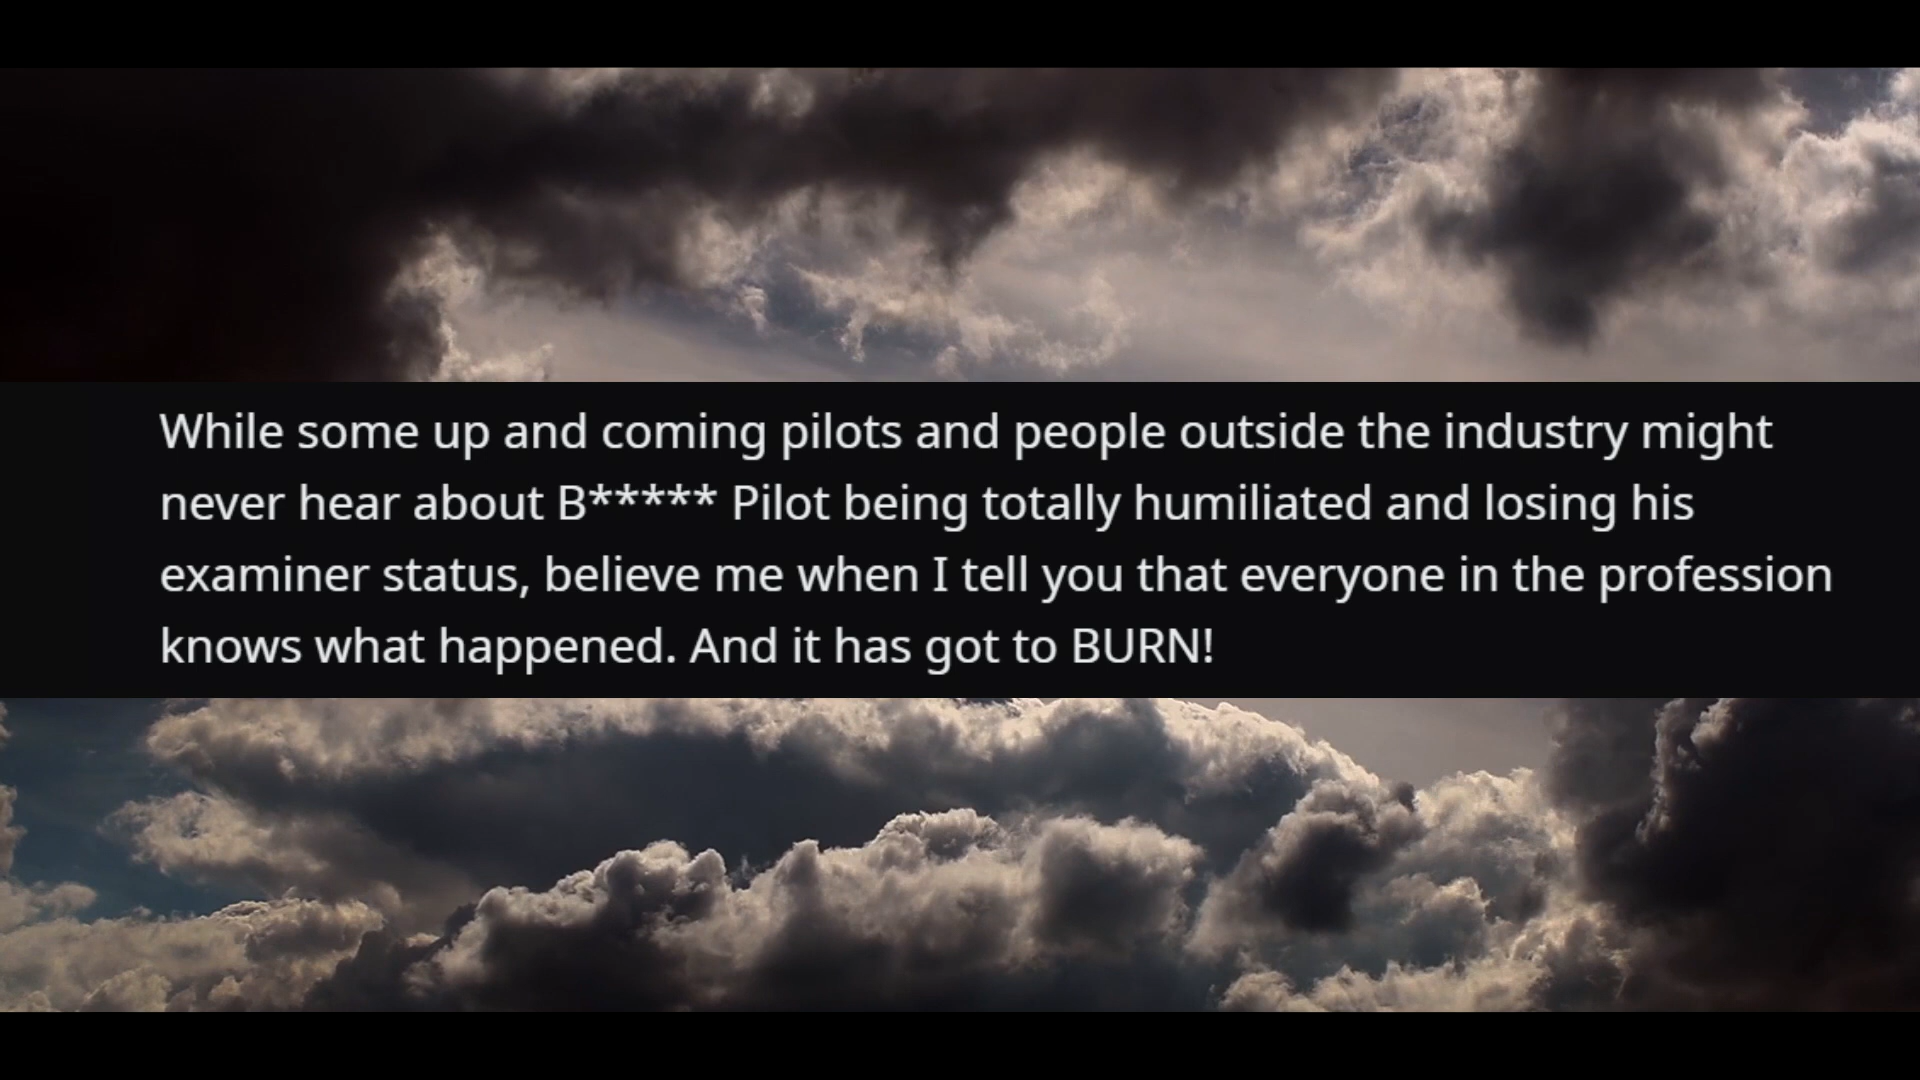 While some up and coming pilots and people outside the industry might
never hear about B***** Pilot being totally humiliated and losing his
examiner status, believe me when I tell you that everyone in the profession
knows what happened. And it has got to BURN!